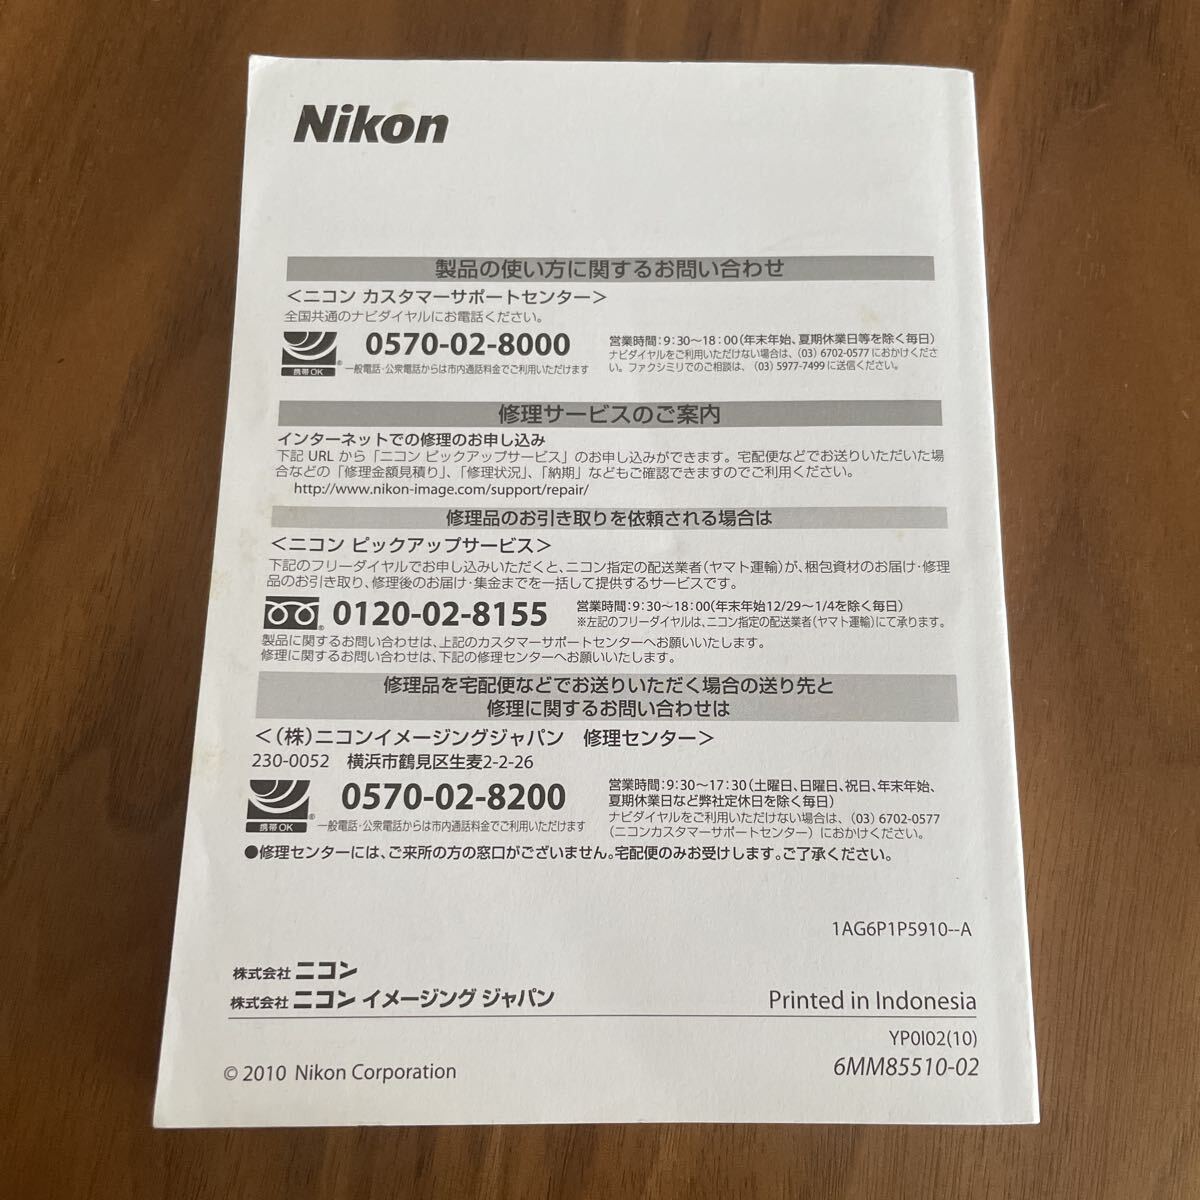 Nikon
製品の使い方に関するお問い合わせ
＜ニコン カスタマーサポートセンター＞
全国共通のナビダイヤルにお電話ください。
0570-02-8000
携帯OK
一般電話・公衆電話からは市内通話料金でご利用いただけます
営業時間：9：30～18：00（年末年始、夏期休業日等を除く毎日）
ナビダイヤルをご利用いただけない場合は、（03）6702-0577におかけくださ
い。ファクシミリでのご相談は、（03）5977-7499に送信ください。
修理サービスのご案内
インターネットでの修理のお申し込み
下記 URL から「ニコン ピックアップサービス」のお申し込みができます。宅配便などでお送りいただいた場
合などの「修理金額見積り」、「修理状況」、「納期」などもご確認できますのでご利用ください。
http://www.nikon-image.com/support/repair/
修理品のお引き取りを依頼される場合は
＜ニコン ピックアップサービス＞
下記のフリーダイヤルでお申し込みいただくと、ニコン指定の配送業者（ヤマト運輸）が、梱包資材のお届け・修理
品のお引き取り、修理後のお届け・集金までを一括して提供するサービスです。
0120-02-8155
営業時間：9：30～18：00（年末年始12/29～1/4を除く毎日）
※左記のフリーダイヤルは、ニコン指定の配送業者（ヤマト運輸）にて承ります。
製品に関するお問い合わせは、上記のカスタマーサポートセンターへお願いいたします。
修理に関するお問い合わせは、下記の修理センターへお願いいたします。
修理品を宅配便などでお送りいただく場合の送り先と
修理に関するお問い合わせは
＜（株）ニコンイメージングジャパン　修理センター＞
230-0052　横浜市鶴見区生麦2-2-26
0570-02-8200
携帯OK
一般電話・公衆電話からは市内通話料金でご利用いただけます
営業時間：9：30～17：30（土曜日、日曜日、祝日、年末年始、
夏期休業日など弊社定休日を除く毎日）
ナビダイヤルをご利用いただけない場合は、（03）6702-0577
（ニコンカスタマーサポートセンター）におかけください。
●修理センターには、ご来所の方の窓口がございません。宅配便のみお受けします。ご了承ください。
1AG6P1P5910--A
株式会社 ニコン
株式会社 ニコン イメージング ジャパン
Printed in Indonesia
YP0I02(10)
© 2010 Nikon Corporation
6MM85510-02